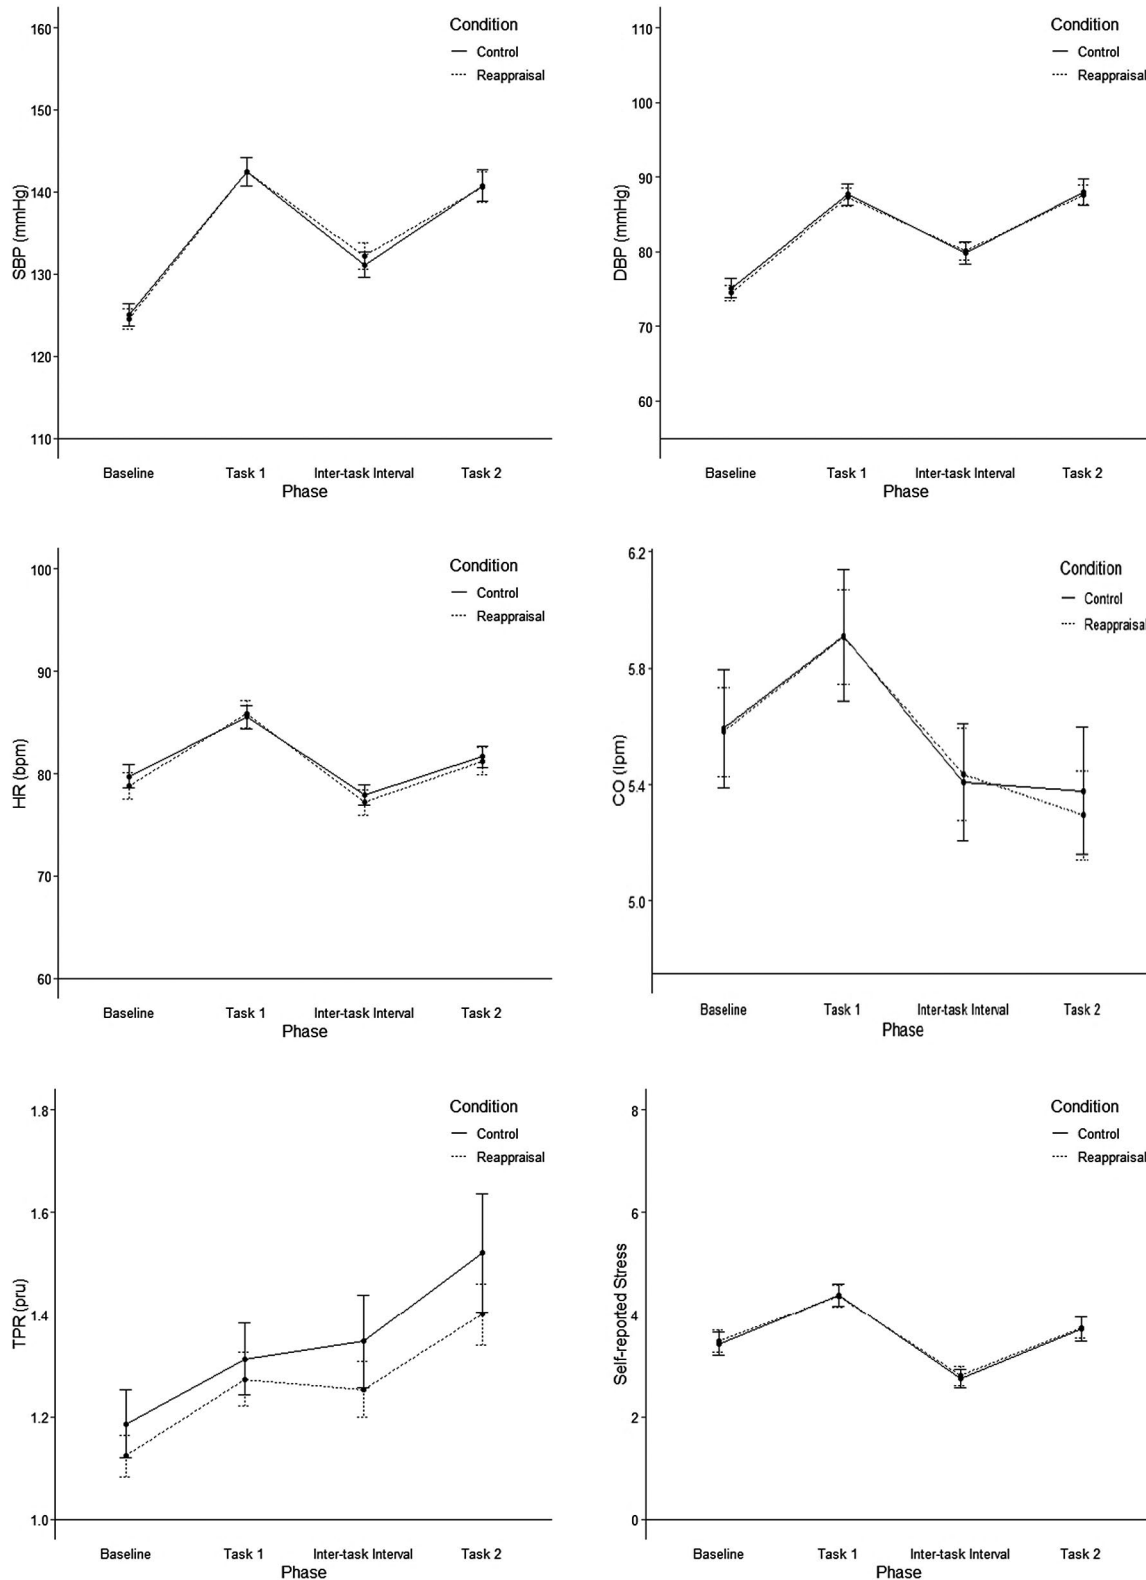 160
150
140
130
120
110
SBP (mmHg)
Condition
Control
Reappraisal
Baseline Task 1 Inter-task Interval Task 2
Phase
110
100
90
80
70
60
DBP (mmHg)
Condition
Control
Reappraisal
Baseline Task 1 Inter-task Interval Task 2
Phase
100
90
80
70
60
HR (bpm)
Condition
Control
Reappraisal
Baseline Task 1 Inter-task Interval Task 2
Phase
6.2
5.8
5.4
5.0
CO (lpm)
Condition
Control
Reappraisal
Baseline Task 1 Inter-task Interval Task 2
Phase
1.8
1.6
1.4
1.2
1.0
TPR (pru)
Condition
Control
Reappraisal
Baseline Task 1 Inter-task Interval Task 2
Phase
8
6
4
2
0
Self-reported Stress
Condition
Control
Reappraisal
Baseline Task 1 Inter-task Interval Task 2
Phase